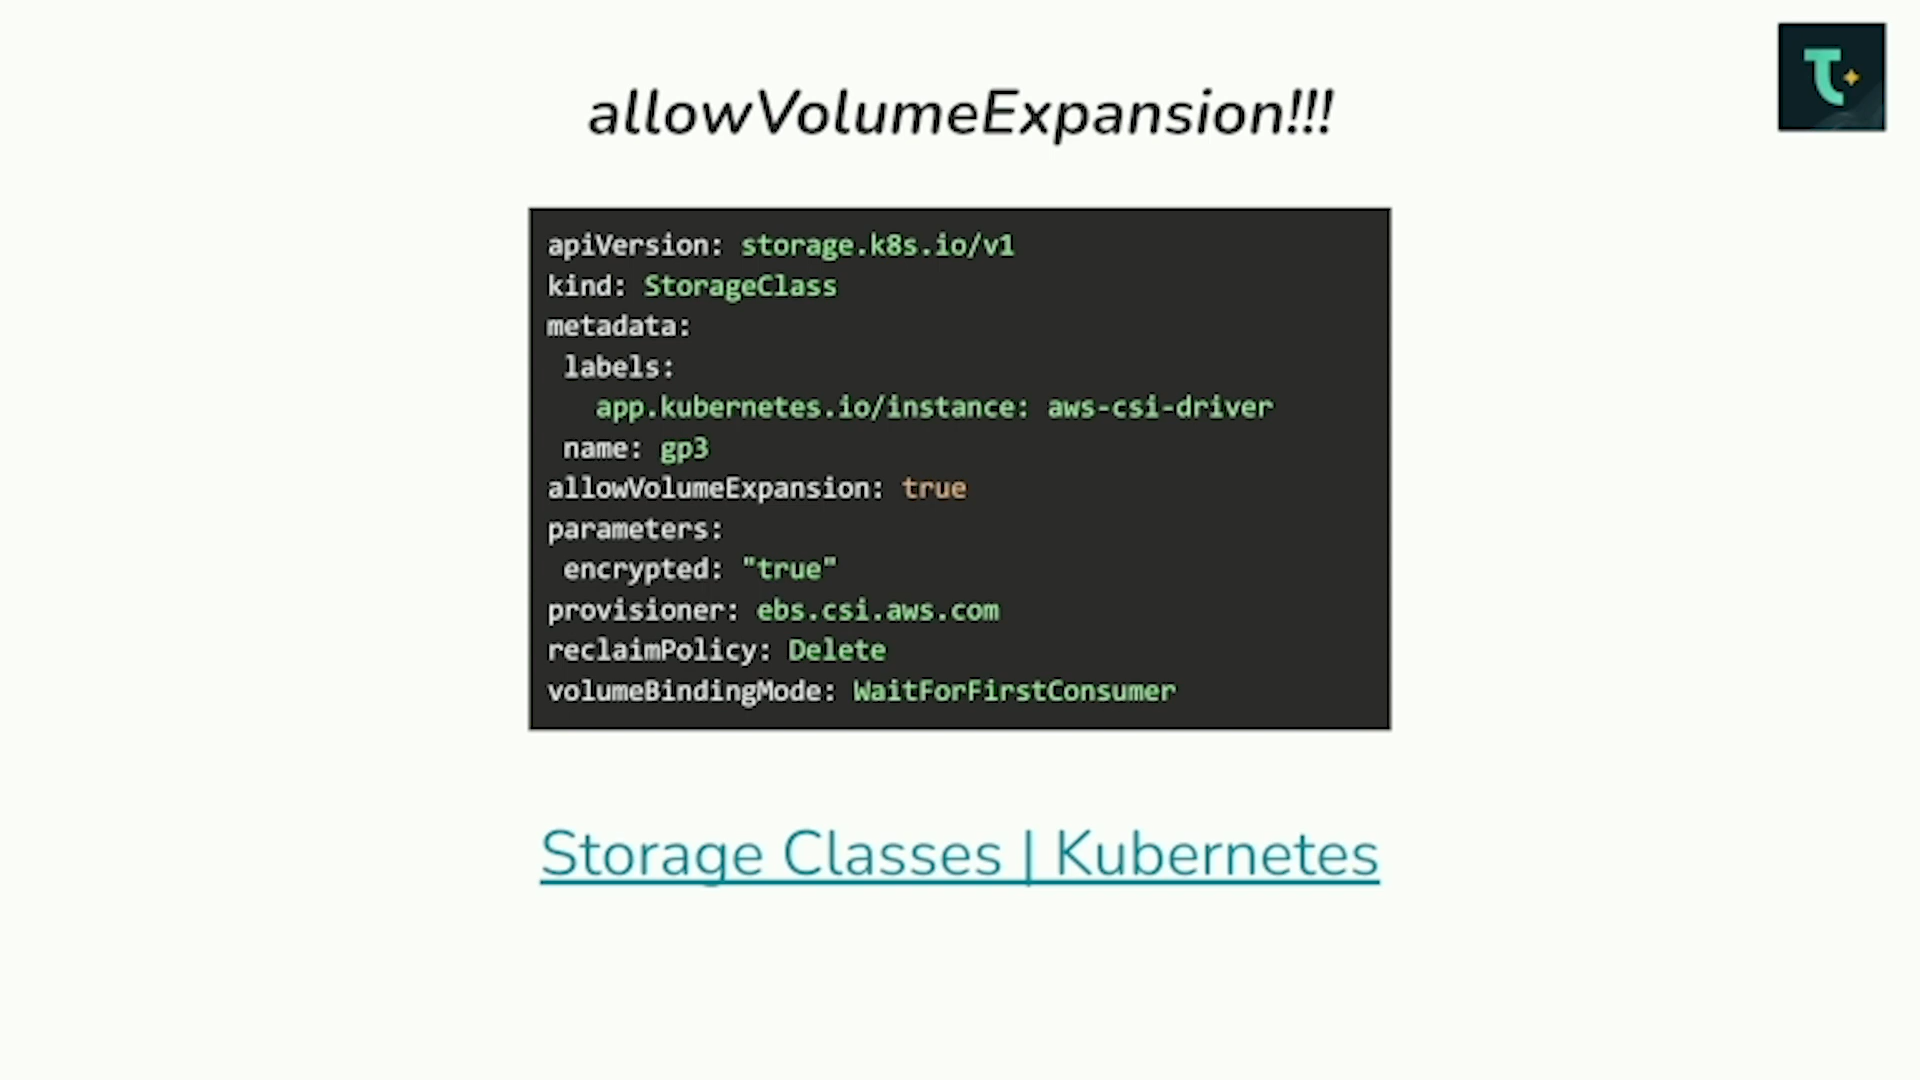 allowVolumeExpansion!!!
apiVersion: storage.k8s.io/v1
kind: StorageClass
metadata:
 labels:
   app.kubernetes.io/instance: aws-csi-driver
 name: gp3
allowVolumeExpansion: true
parameters:
 encrypted: "true"
provisioner: ebs.csi.aws.com
reclaimPolicy: Delete
volumeBindingMode: WaitForFirstConsumer
Storage Classes | Kubernetes